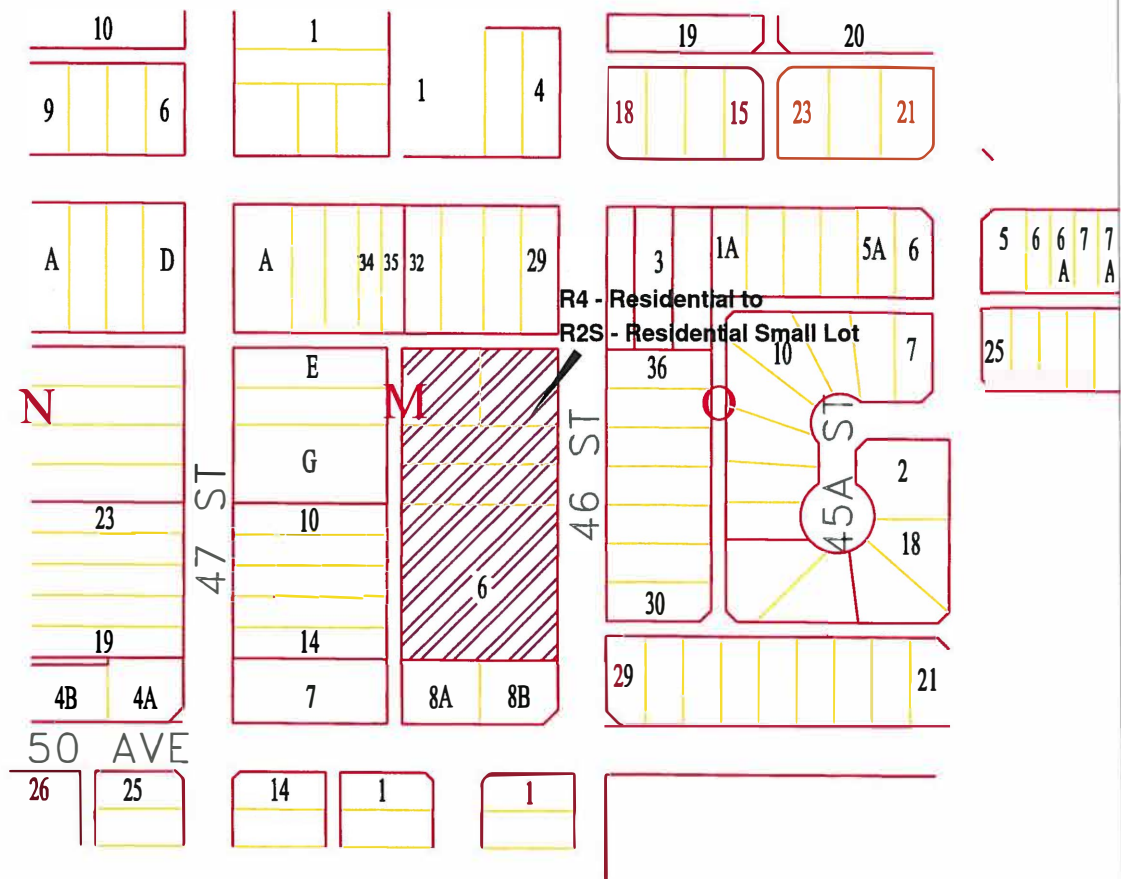 10
1
19
20
9
6
1
4
18
15
23
21
A
D
A
34
35
32
29
3
1A
5A
6
5
6
6
A
7
7
A
R4 - Residential to
R2S - Residential Small Lot
E
36
10
7
25
N
M
O
G
47 ST
46 ST
45A ST
2
23
10
18
6
30
19
14
29
21
4B
4A
7
8A
8B
50 AVE
26
25
14
1
1